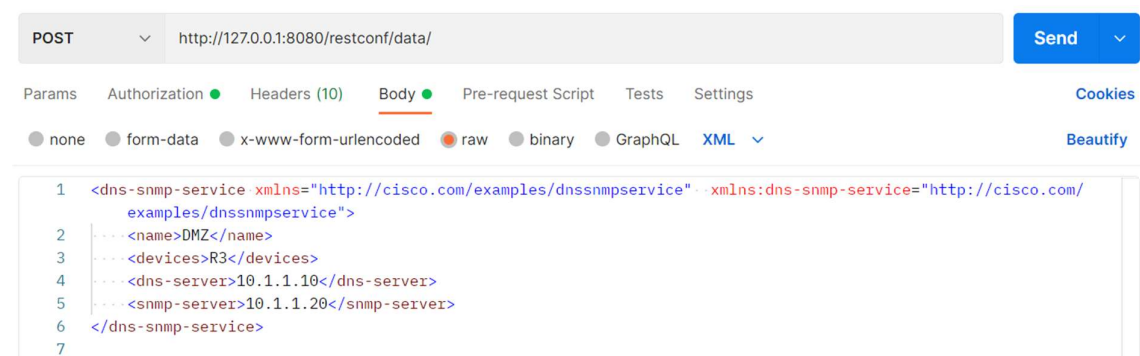 POST http://127.0.0.1:8080/restconf/data/ Send
Params Authorization Headers (10) Body Pre-request Script Tests Settings Cookies
none form-data x-www-form-urlencoded raw binary GraphQL XML Beautify
1 <dns-snmp-service xmlns="http://cisco.com/examples/dnssnmpservice" xmlns:dns-snmp-service="http://cisco.com/
examples/dnssnmpservice">
2 <name>DMZ</name>
3 <devices>R3</devices>
4 <dns-server>10.1.1.10</dns-server>
5 <snmp-server>10.1.1.20</snmp-server>
6 </dns-snmp-service>
7